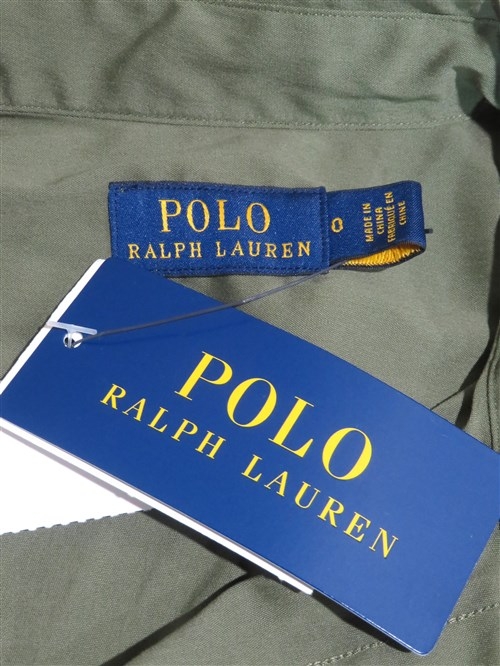 POLO
RALPH LAUREN
0
MADE IN
CHINA
FABRIQUÉ EN
CHINE
POLO
RALPH LAUREN